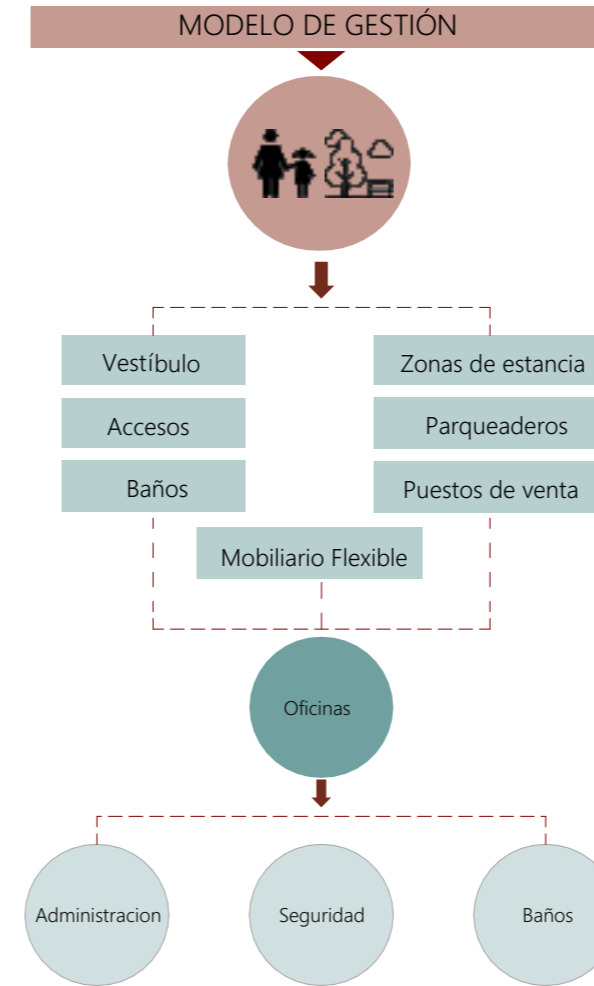 MODELO DE GESTIÓN
Vestíbulo
Zonas de estancia
Accesos
Parqueaderos
Baños
Puestos de venta
Mobiliario Flexible
Oficinas
Administracion
Seguridad
Baños